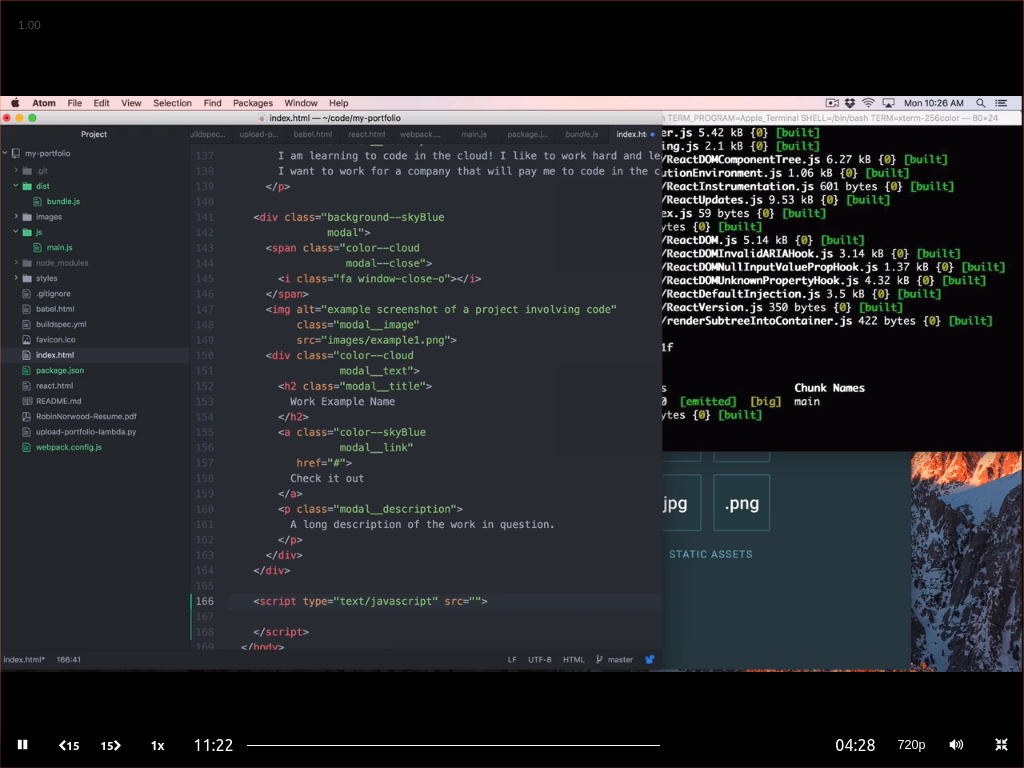 1.00
Atom File Edit View Selection Find Packages Window Help
Mon 10:26 AM
index.html — ~/code/my-portfolio
TERM_PROGRAM=Apple_Terminal SHELL=/bin/bash TERM=xterm-256color — 80×24
Project
uildspec... upload-p... babel.html react.html webpack.... main.js package.j... bundle.js index.ht
my-portfolio
.git
dist
bundle.js
images
js
main.js
node_modules
styles
.gitignore
babel.html
buildspec.yml
favicon.ico
index.html
package.json
react.html
README.md
RobinNorwood-Resume.pdf
upload-portfolio-lambda.py
webpack.config.js
137 I am learning to code in the cloud! I like to work hard and le
138 I want to work for a company that will pay me to code in the c
139 </p>
140
141 <div class="background--skyBlue
142 modal">
143 <span class="color--cloud
144 modal--close">
145 <i class="fa window-close-o"></i>
146 </span>
147 <img alt="example screenshot of a project involving code"
148 class="modal__image"
149 src="images/example1.png">
150 <div class="color--cloud
151 modal__text">
152 <h2 class="modal__title">
153 Work Example Name
154 </h2>
155 <a class="color--skyBlue
156 modal__link"
157 href="#">
158 Check it out
159 </a>
160 <p class="modal__description">
161 A long description of the work in question.
162 </p>
163 </div>
164 </div>
165
166 <script type="text/javascript" src="">
167
168 </script>
169 </body>
er.js 5.42 kB {0} [built]
ing.js 2.1 kB {0} [built]
/ReactDOMComponentTree.js 6.27 kB {0} [built]
utionEnvironment.js 1.06 kB {0} [built]
/ReactInstrumentation.js 601 bytes {0} [built]
/ReactUpdates.js 9.53 kB {0} [built]
ex.js 59 bytes {0} [built]
ytes {0} [built]
/ReactDOM.js 5.14 kB {0} [built]
/ReactDOMInvalidARIAHook.js 3.14 kB {0} [built]
/ReactDOMNullInputValuePropHook.js 1.37 kB {0} [built]
/ReactDOMUnknownPropertyHook.js 4.32 kB {0} [built]
/ReactDefaultInjection.js 3.5 kB {0} [built]
/ReactVersion.js 350 bytes {0} [built]
/renderSubtreeIntoContainer.js 422 bytes {0} [built]
1f
s Chunk Names
0 [emitted] [big] main
ytes {0} [built]
jpg .png
STATIC ASSETS
index.html* 166:41 LF UTF-8 HTML master
15 15 1x 11:22 04:28 720p